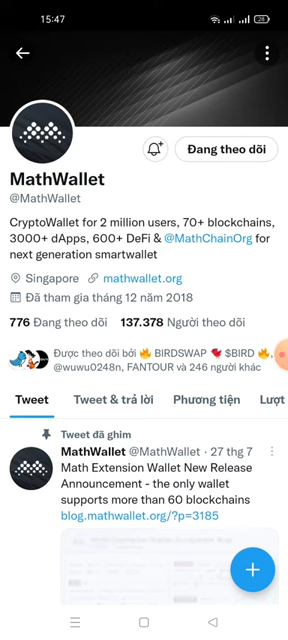 15:47
28
Đang theo dõi
MathWallet
@MathWallet
CryptoWallet for 2 million users, 70+ blockchains,
3000+ dApps, 600+ DeFi & @MathChainOrg for
next generation smartwallet
Singapore mathwallet.org
Đã tham gia tháng 12 năm 2018
776 Đang theo dõi 137.378 Người theo dõi
Được theo dõi bởi 🔥 BIRDSWAP 🐦 $BIRD 🔥,
@wuwu0248n, FANTOUR và 246 người khác
Tweet Tweet & trả lời Phương tiện Lượt
Tweet đã ghim
MathWallet @MathWallet · 27 thg 7
Math Extension Wallet New Release
Announcement - the only wallet
supports more than 60 blockchains
blog.mathwallet.org/?p=3185